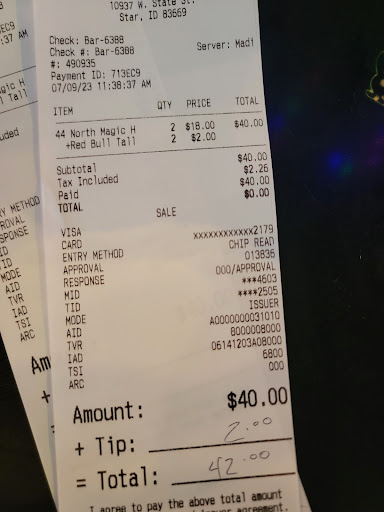 10937 W. State St.
Star, ID 83669
Check: Bar-6388
Check #: Bar-6388
#: 490935
Server: Madi
Payment ID: 713EC9
07/09/23 11:38:37 AM
ITEM QTY PRICE TOTAL
44 North Magic H 2 $18.00 $40.00
+Red Bull Tall 2 $2.00
Subtotal $40.00
Tax Included $2.26
Paid $40.00
TOTAL $0.00
SALE
VISA
CARD xxxxxxxxxxxx2179
ENTRY METHOD CHIP READ
APPROVAL 013836
RESPONSE 000/APPROVAL
MID ***4603
TID ****2505
MODE ISSUER
AID A0000000031010
TVR 8000008000
IAD 06141203A08000
TSI 6800
ARC 000
Amount: $40.00
+ Tip: 2.00
= Total: 42.00
I agree to pay the above total amount
agreement.